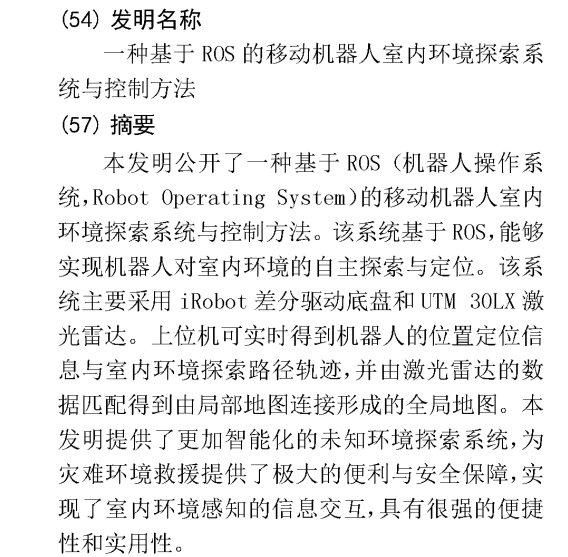 (54) 发明名称
一种基于 ROS 的移动机器人室内环境探索系
统与控制方法
(57) 摘要
本发明公开了一种基于 ROS (机器人操作系
统,Robot Operating System)的移动机器人室内
环境探索系统与控制方法。该系统基于 ROS,能够
实现机器人对室内环境的自主探索与定位。该系
统主要采用 iRobot 差分驱动底盘和 UTM 30LX 激
光雷达。上位机可实时得到机器人的位置定位信
息与室内环境探索路径轨迹,并由激光雷达的数
据匹配得到由局部地图连接形成的全局地图。本
发明提供了更加智能化的未知环境探索系统,为
灾难环境救援提供了极大的便利与安全保障,实
现了室内环境感知的信息交互,具有很强的便捷
性和实用性。